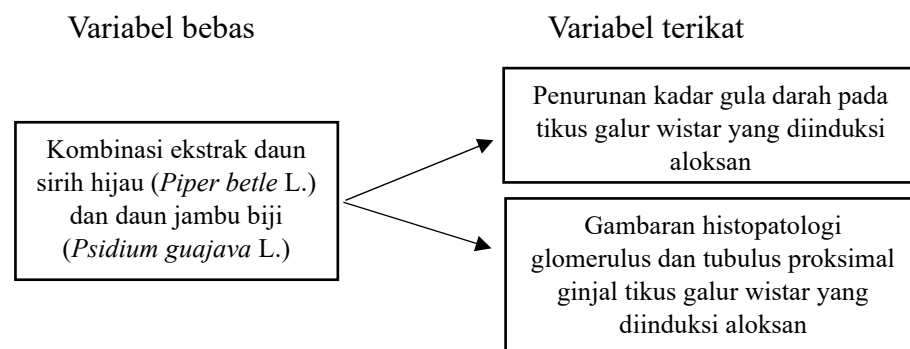 Variabel bebas
Variabel terikat
Kombinasi ekstrak daun
sirih hijau (Piper betle L.)
dan daun jambu biji
(Psidium guajava L.)
Penurunan kadar gula darah pada
tikus galur wistar yang diinduksi
aloksan
Gambaran histopatologi
glomerulus dan tubulus proksimal
ginjal tikus galur wistar yang
diinduksi aloksan